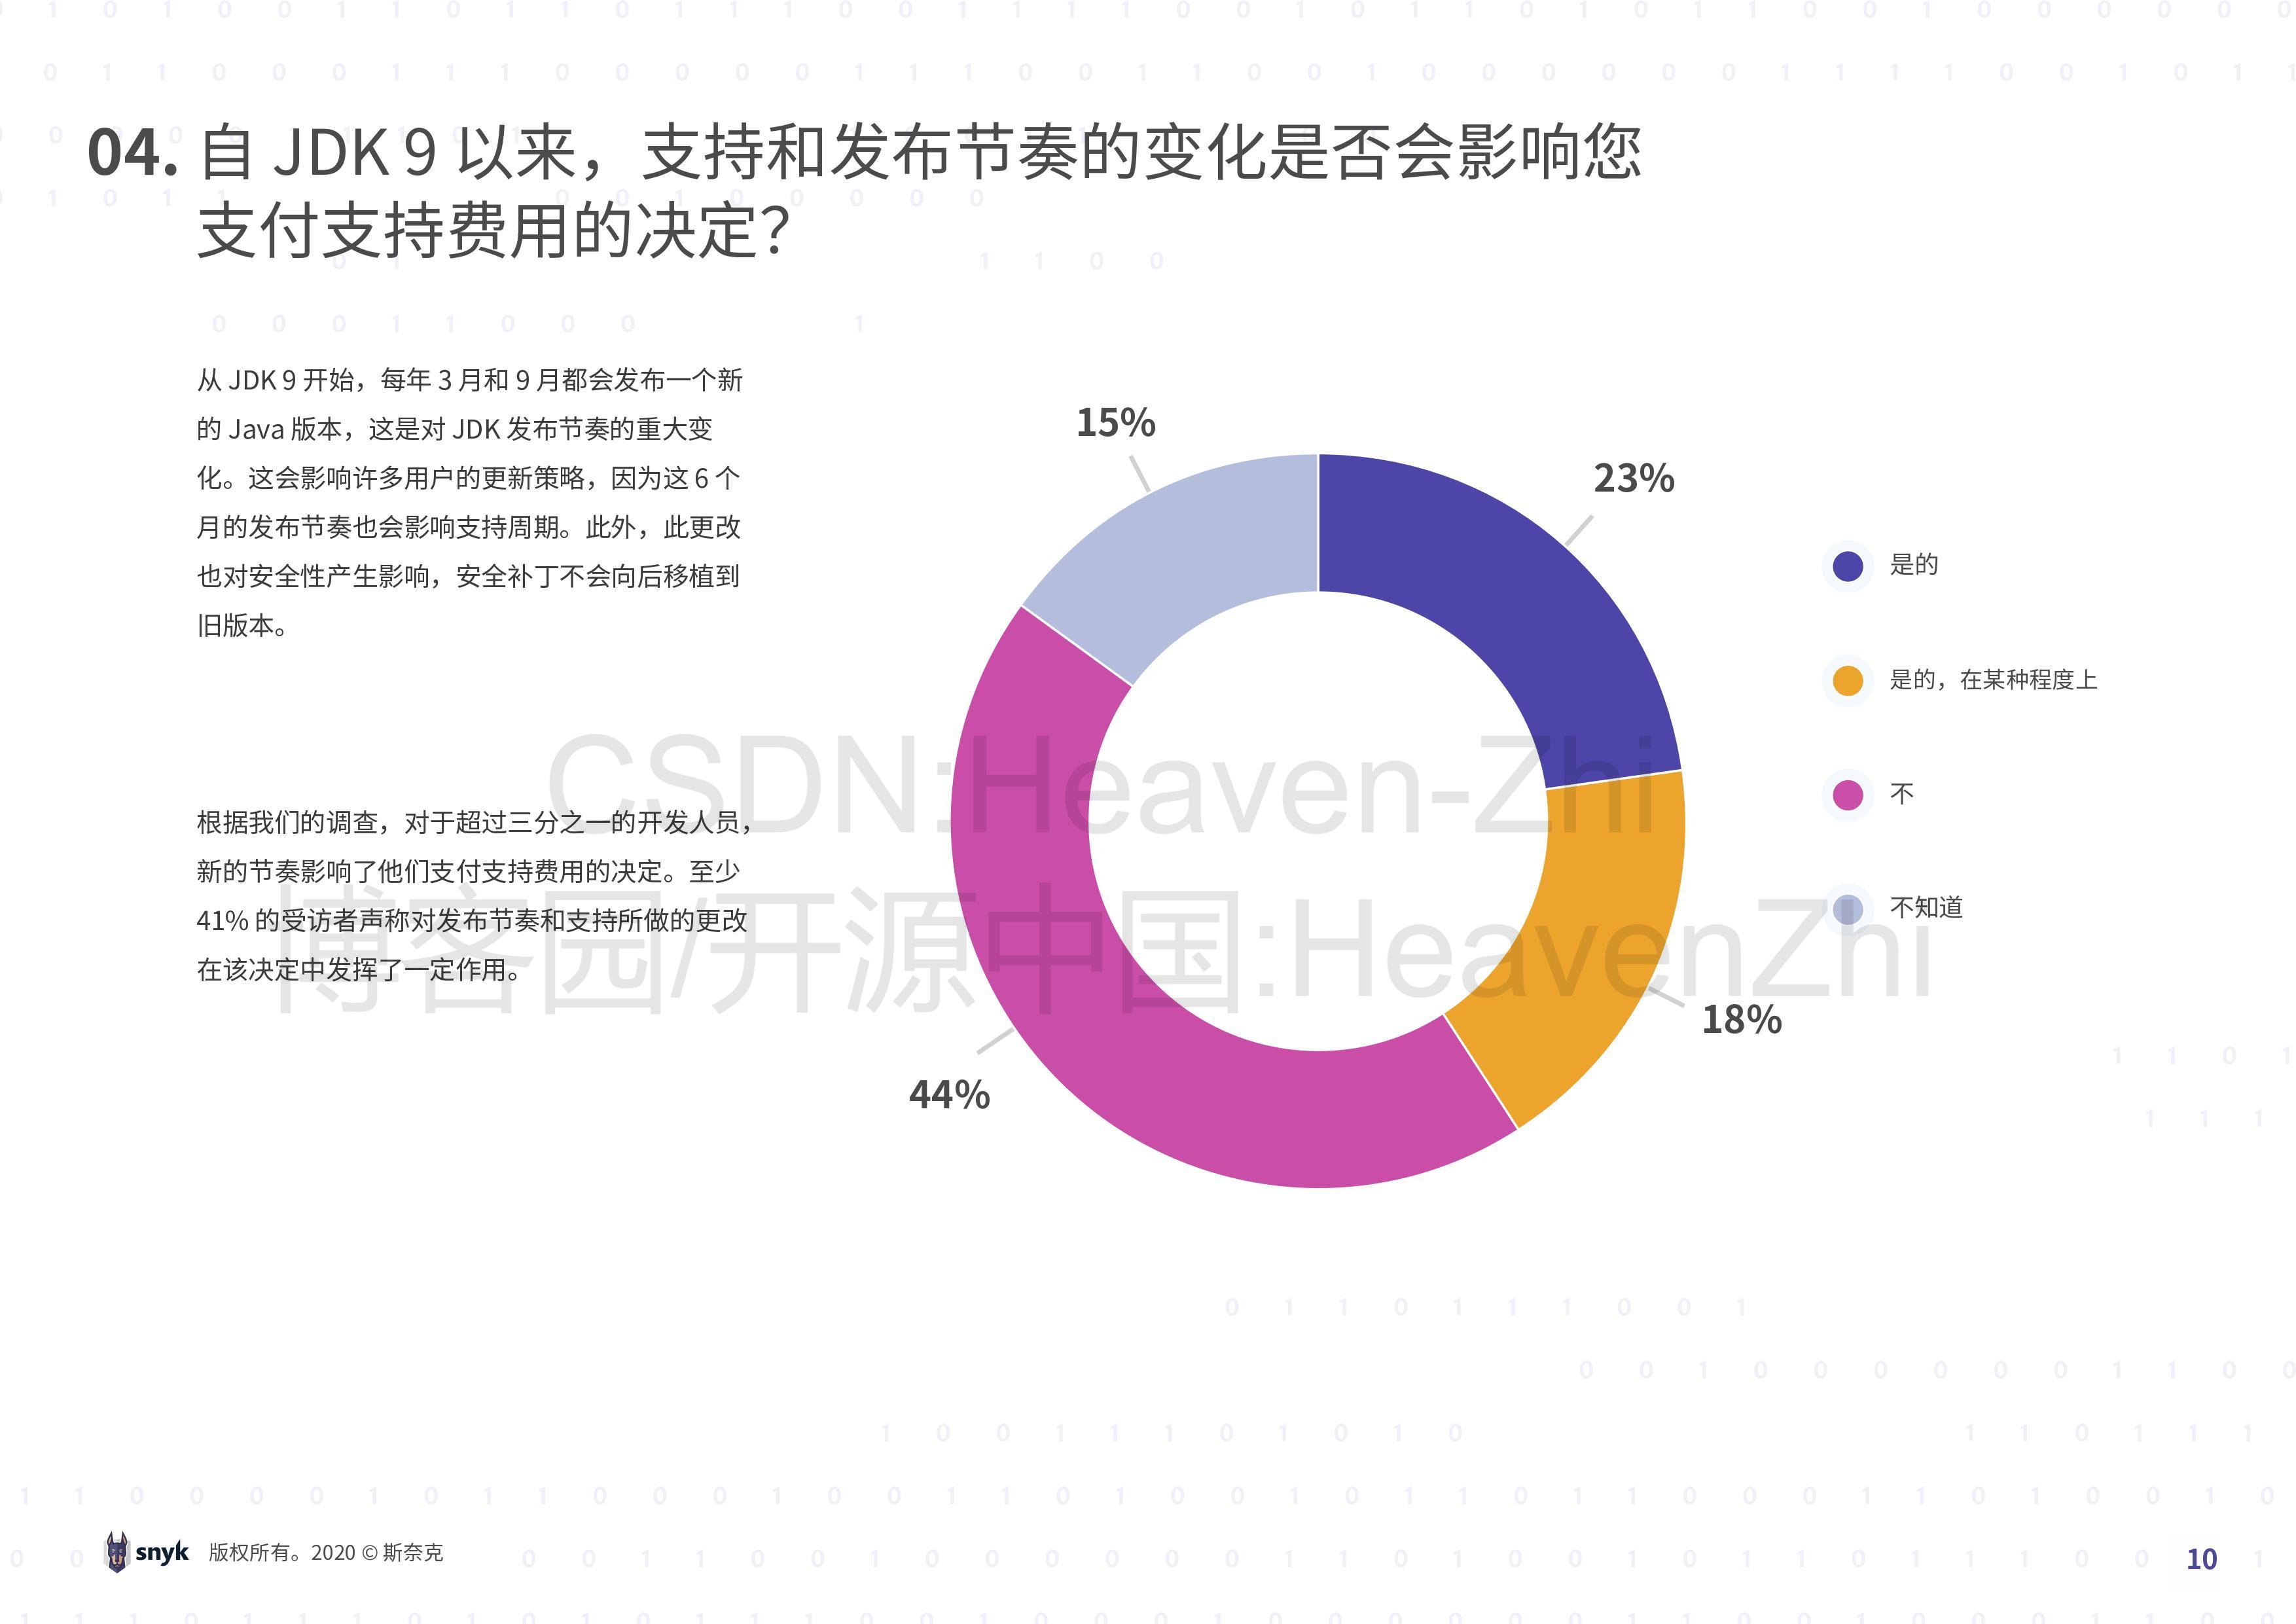 04. 自 JDK 9 以来，支持和发布节奏的变化是否会影响您
支付支持费用的决定？
从 JDK 9 开始，每年 3 月和 9 月都会发布一个新
的 Java 版本，这是对 JDK 发布节奏的重大变
化。这会影响许多用户的更新策略，因为这 6 个
月的发布节奏也会影响支持周期。此外，此更改
也对安全性产生影响，安全补丁不会向后移植到
旧版本。
根据我们的调查，对于超过三分之一的开发人员，
新的节奏影响了他们支付支持费用的决定。至少
41% 的受访者声称对发布节奏和支持所做的更改
在该决定中发挥了一定作用。
15%
23%
18%
44%
是的
是的，在某种程度上
不
不知道
CSDN:Heaven-Zhi
博客园/开源中国:HeavenZhi
snyk 版权所有。2020 © 斯奈克
10